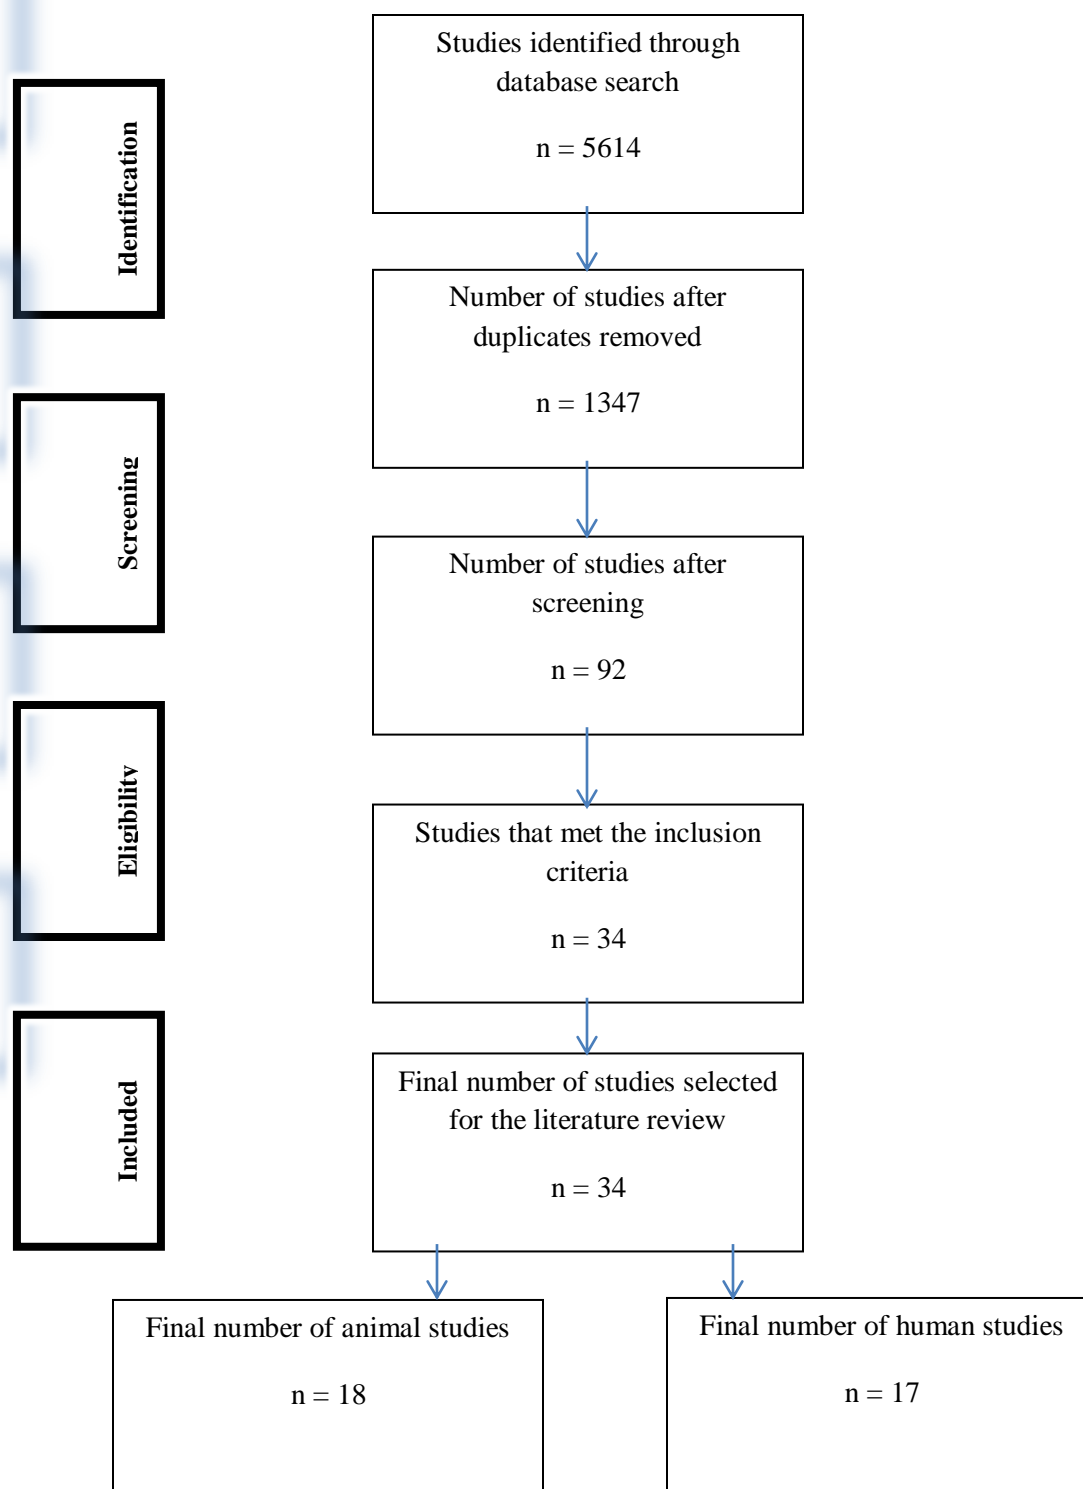 Studies identified through
database search
n = 5614
Identification
Number of studies after
duplicates removed
n = 1347
Screening
Number of studies after
screening
n = 92
Eligibility
Studies that met the inclusion
criteria
n = 34
Included
Final number of studies selected
for the literature review
n = 34
Final number of animal studies
n = 18
Final number of human studies
n = 17